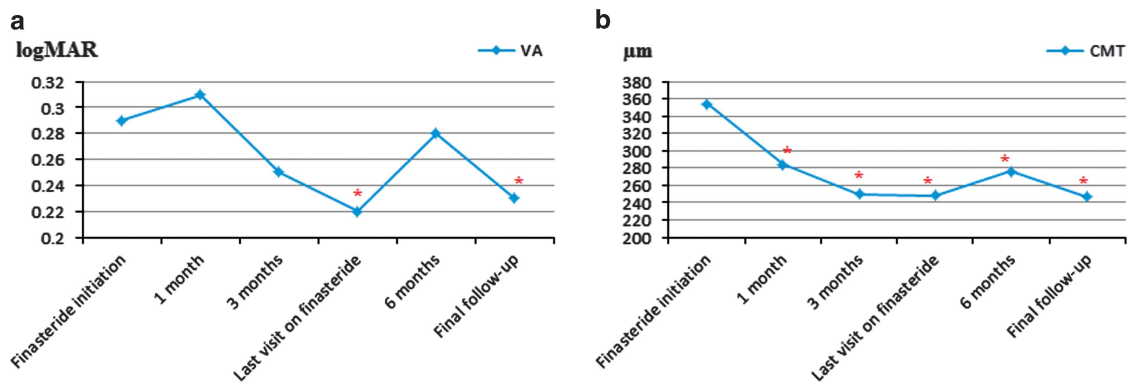 a
logMAR
VA
0.32
0.3
0.28
0.26
0.24
0.22
0.2
*
*
Finasteride initiation
1 month
3 months
Last visit on finasteride
6 months
Final follow-up
b
µm
CMT
380
360
340
320
300
280
260
240
220
200
*
*
*
*
*
Finasteride initiation
1 month
3 months
Last visit on finasteride
6 months
Final follow-up